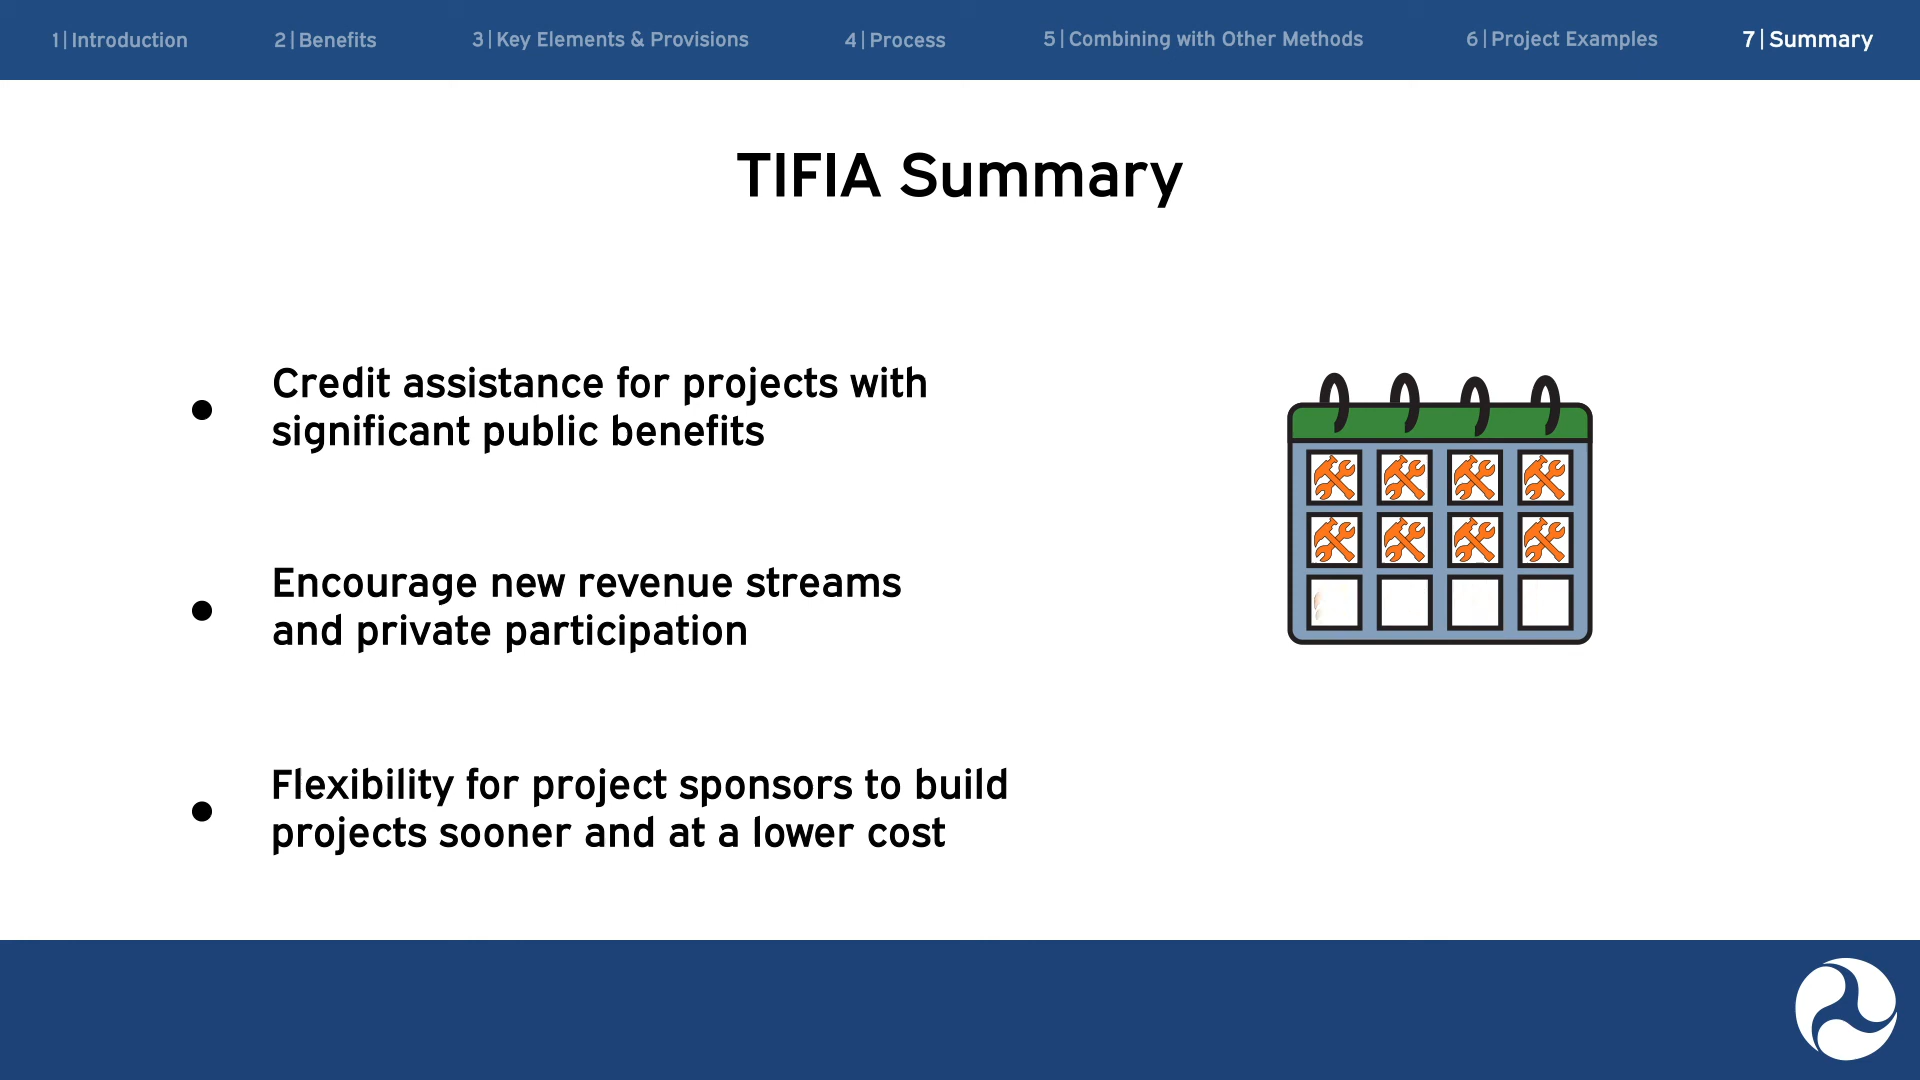 1|Introduction 2|Benefits 3|Key Elements & Provisions 4|Process 5|Combining with Other Methods 6|Project Examples 7|Summary
TIFIA Summary
• Credit assistance for projects with
significant public benefits
• Encourage new revenue streams
and private participation
• Flexibility for project sponsors to build
projects sooner and at a lower cost